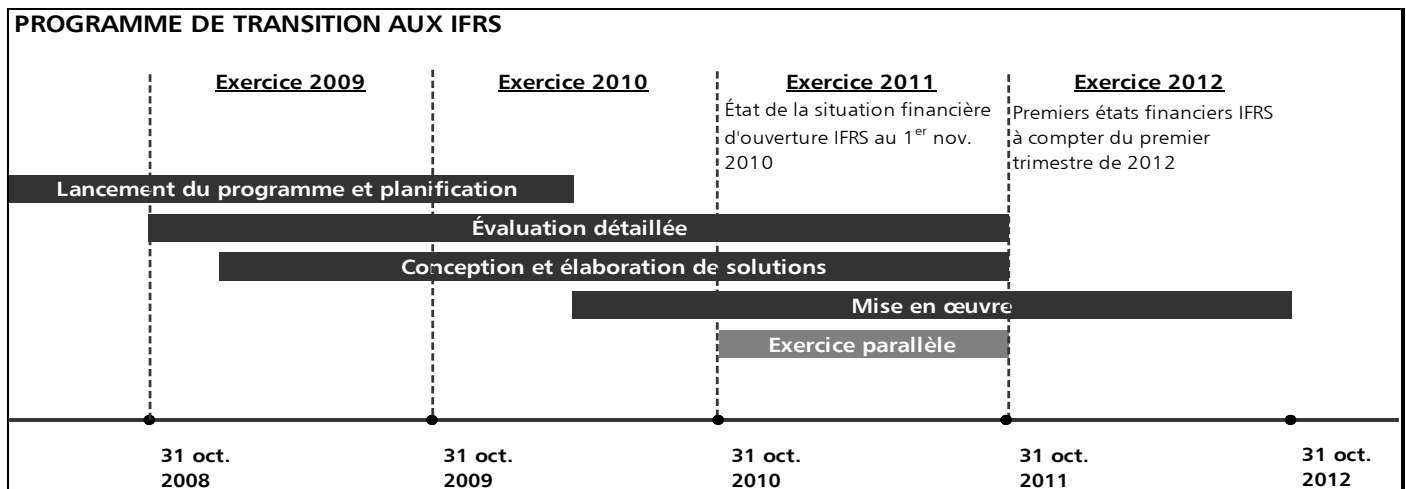 PROGRAMME DE TRANSITION AUX IFRS
Exercice 2009
Exercice 2010
Exercice 2011
Exercice 2012
État de la situation financière
d'ouverture IFRS au 1er nov.
2010
Premiers états financiers IFRS
à compter du premier
trimestre de 2012
Lancement du programme et planification
Évaluation détaillée
Conception et élaboration de solutions
Mise en œuvre
Exercice parallèle
31 oct.
2008
31 oct.
2009
31 oct.
2010
31 oct.
2011
31 oct.
2012